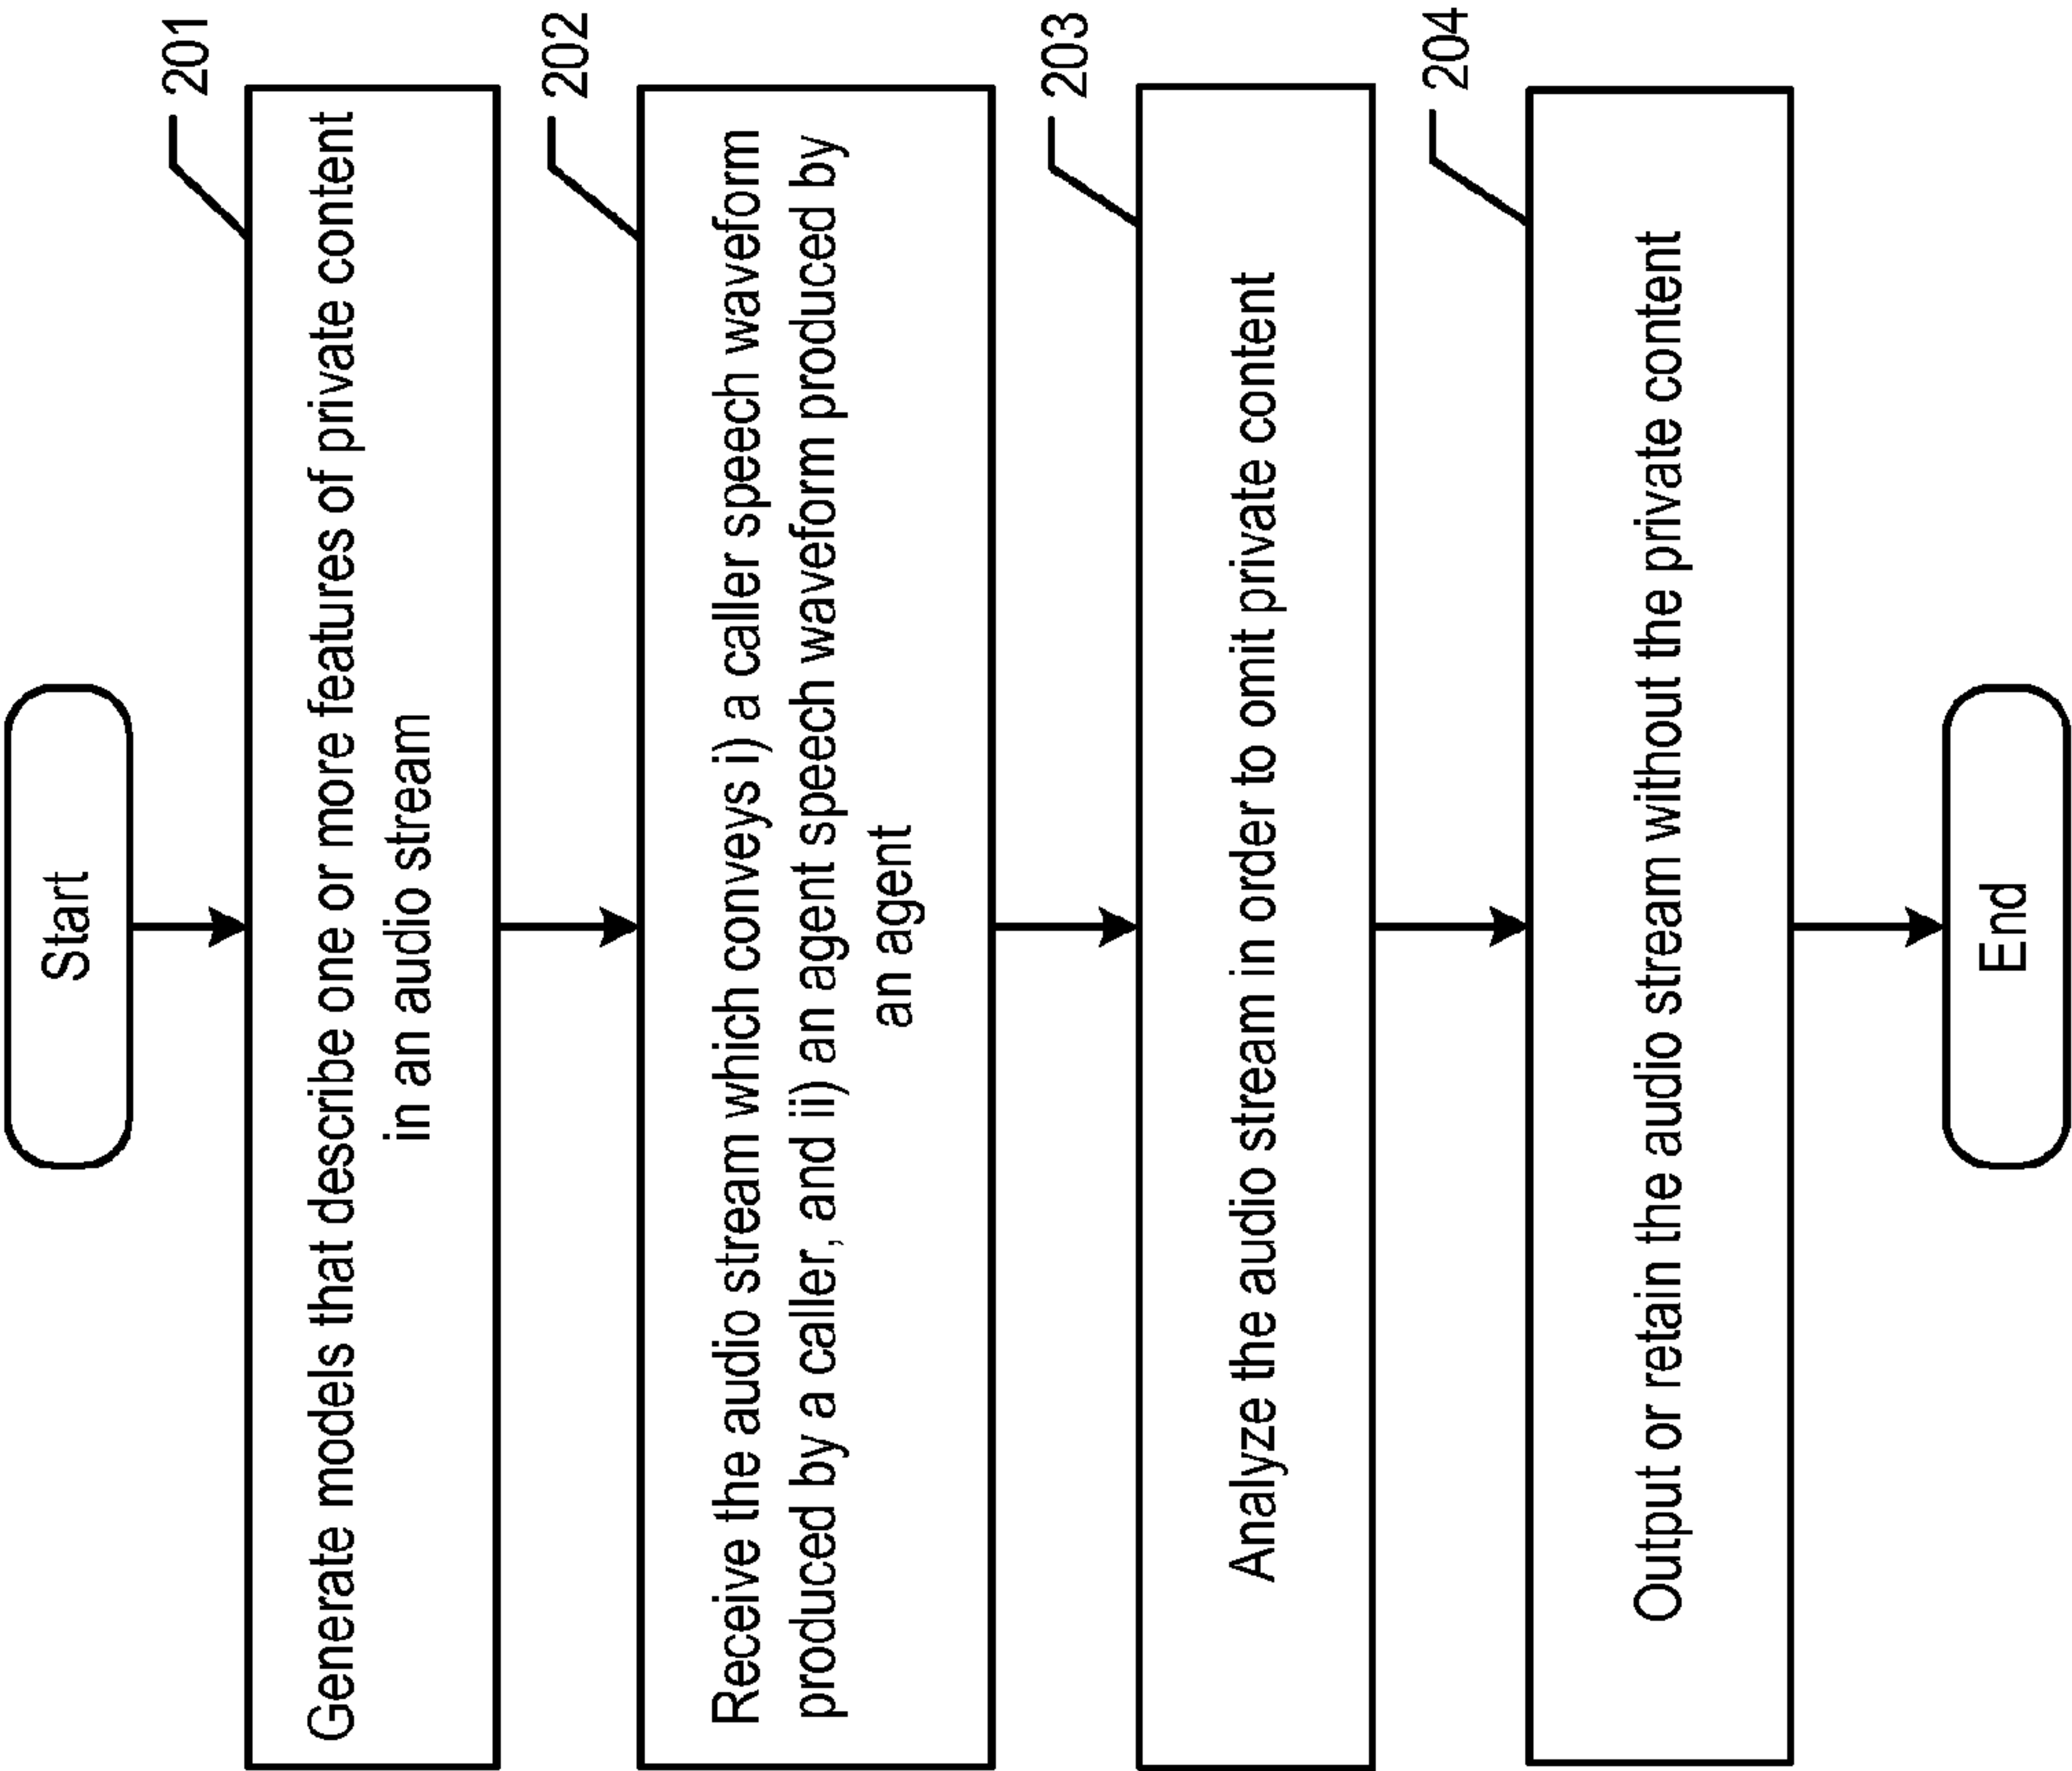 Start
201
Generate models that describe one or more features of private content
in an audio stream
202
Receive the audio stream which conveys i) a caller speech waveform
produced by a caller, and ii) an agent speech waveform produced by
an agent
203
Analyze the audio stream in order to omit private content
204
Output or retain the audio stream without the private content
End